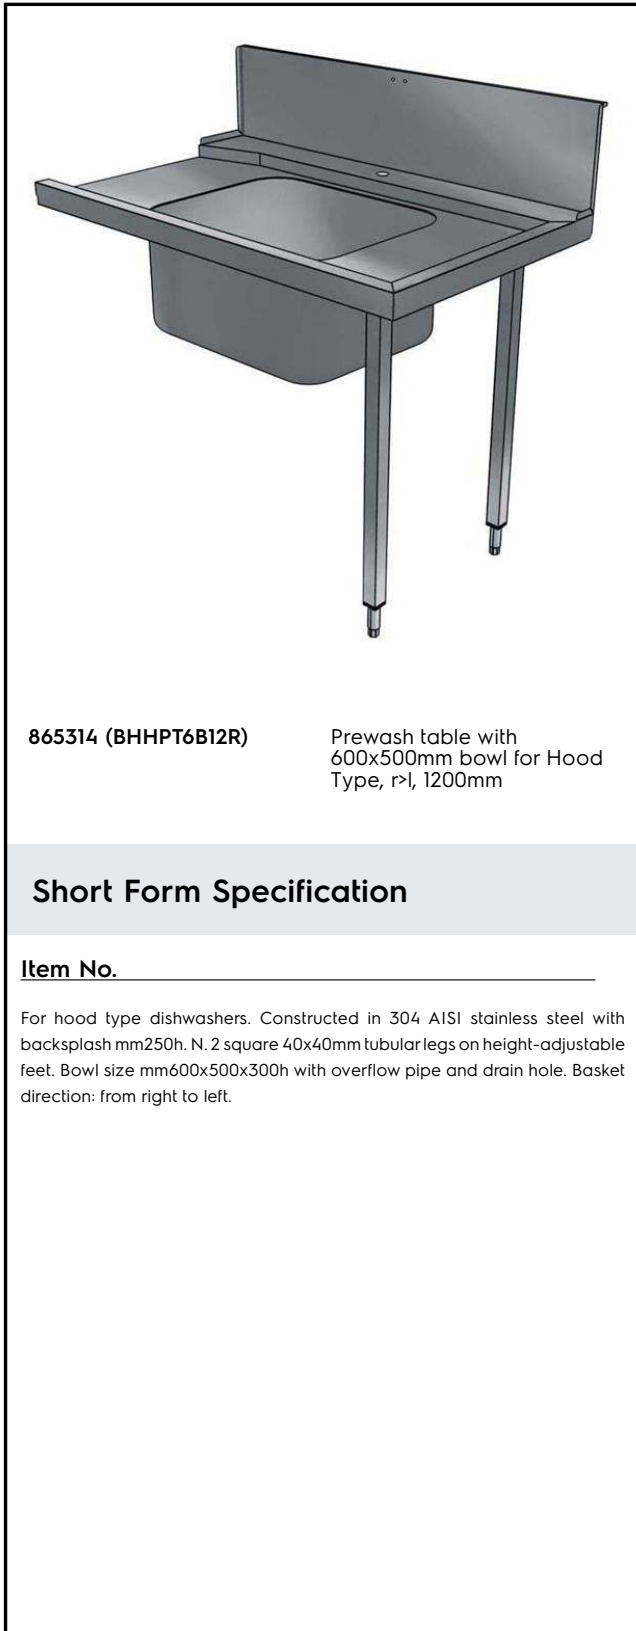 865314 (BHHPT6B12R)
Prewash table with
600x500mm bowl for Hood
Type, r>l, 1200mm
Short Form Specification
Item No.
For hood type dishwashers. Constructed in 304 AISI stainless steel with
backsplash mm250h. N. 2 square 40x40mm tubular legs on height-adjustable
feet. Bowl size mm600x500x300h with overflow pipe and drain hole. Basket
direction: from right to left.